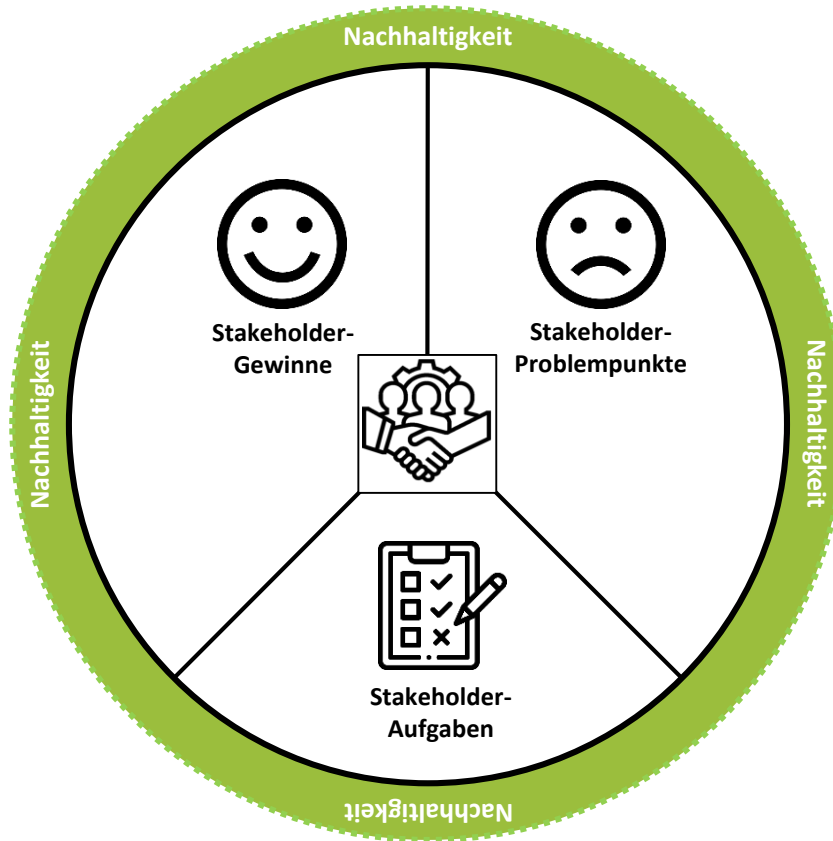 Nachhaltigkeit
Stakeholder-
Gewinne
Stakeholder-
Problempunkte
Nachhaltigkeit
Nachhaltigkeit
Stakeholder-
Aufgaben
Nachhaltigkeit